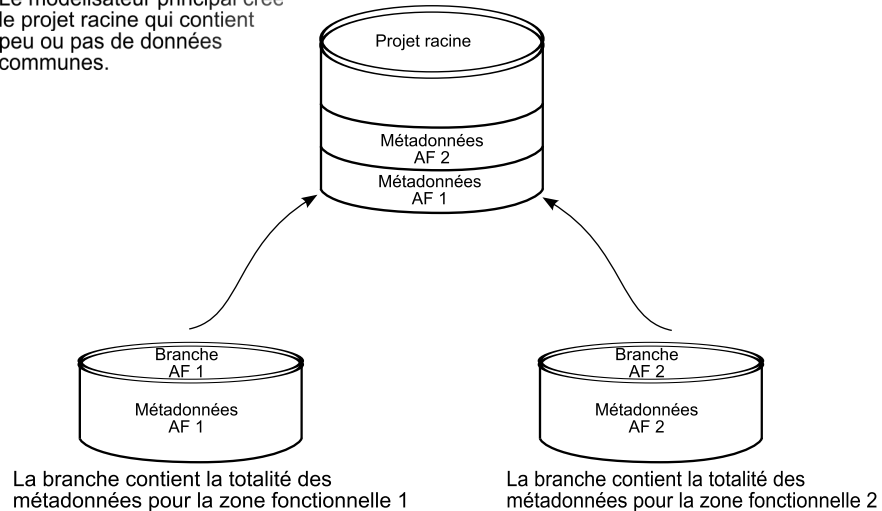 Le modélisateur principal crée
le projet racine qui contient
peu ou pas de données
communes.
Projet racine
Métadonnées
AF 2
Métadonnées
AF 1
Branche
AF 1
Métadonnées
AF 1
Branche
AF 2
Métadonnées
AF 2
La branche contient la totalité des
métadonnées pour la zone fonctionnelle 1
La branche contient la totalité des
métadonnées pour la zone fonctionnelle 2